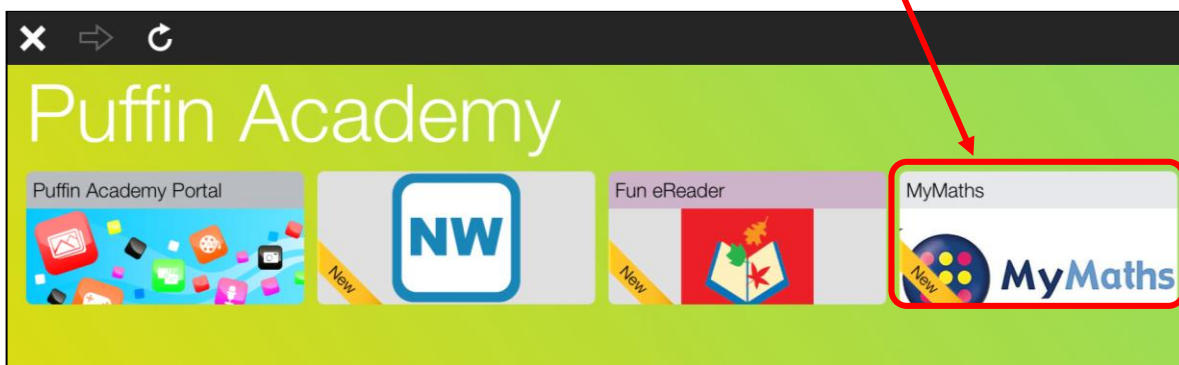 Puffin Academy
Puffin Academy Portal
New
NW
Fun eReader
New
MyMaths
New
MyMaths